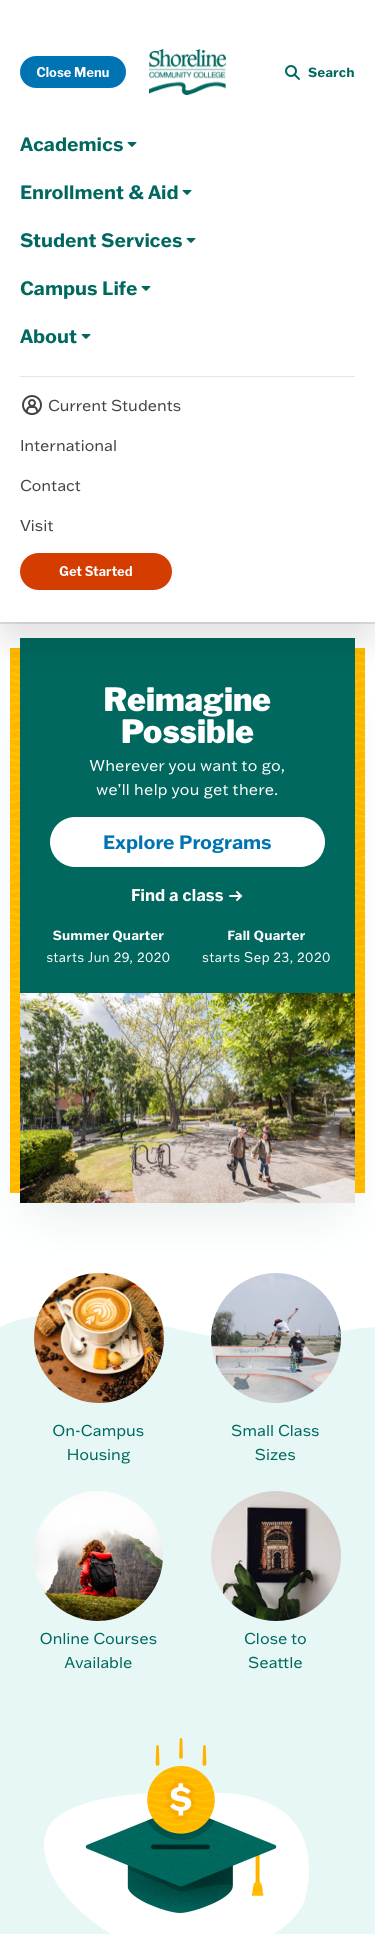 Close Menu
Shoreline
COMMUNITY COLLEGE
Search
Academics
Enrollment & Aid
Student Services
Campus Life
About
Current Students
International
Contact
Visit
Get Started
Reimagine
Possible
Wherever you want to go,
we'll help you get there.
Explore Programs
Find a class →
Summer Quarter
starts Jun 29, 2020
Fall Quarter
starts Sep 23, 2020
On-Campus
Housing
Small Class
Sizes
Online Courses
Available
Close to
Seattle
$